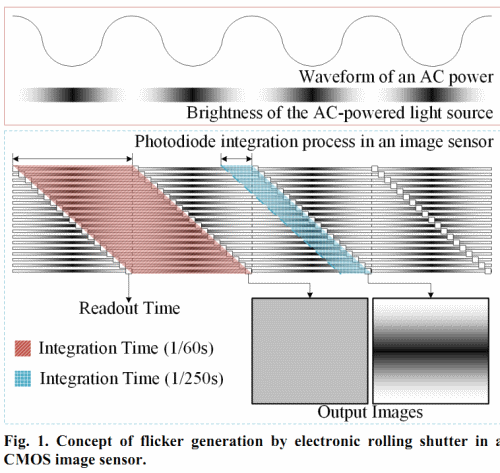 Waveform of an AC power
Brightness of the AC-powered light source
Photodiode integration process in an image sensor
Readout Time
Integration Time (1/60s)
Integration Time (1/250s)
Output Images
Fig. 1. Concept of flicker generation by electronic rolling shutter in a
CMOS image sensor.